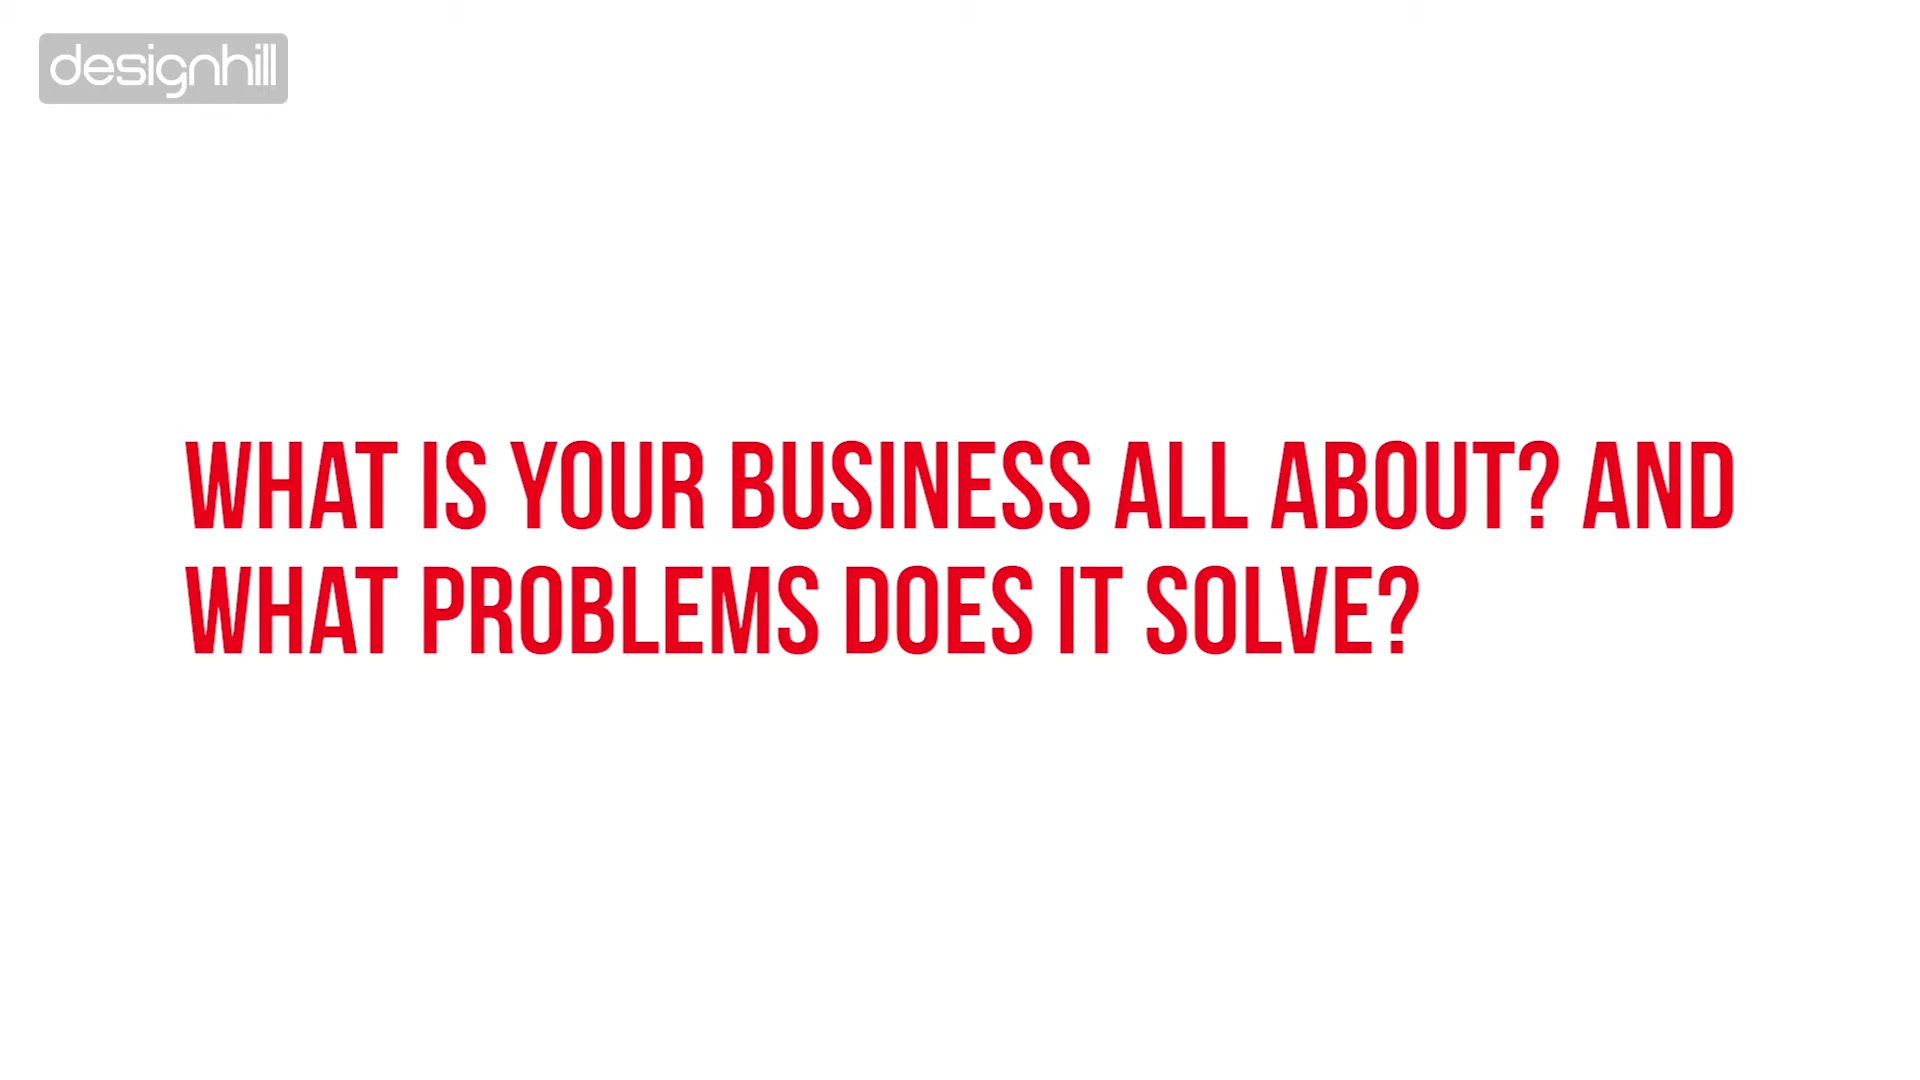 designhill
WHAT IS YOUR BUSINESS ALL ABOUT? AND
WHAT PROBLEMS DOES IT SOLVE?